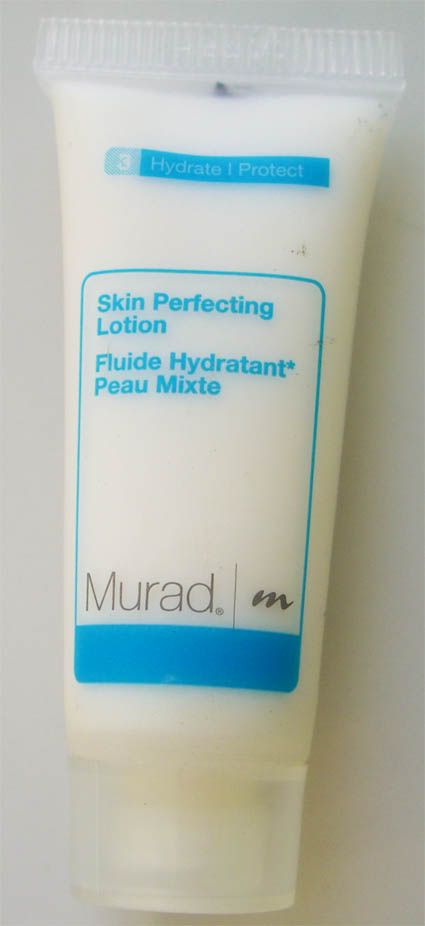 3 Hydrate | Protect
Skin Perfecting
Lotion
Fluide Hydratant*
Peau Mixte
Murad® | m